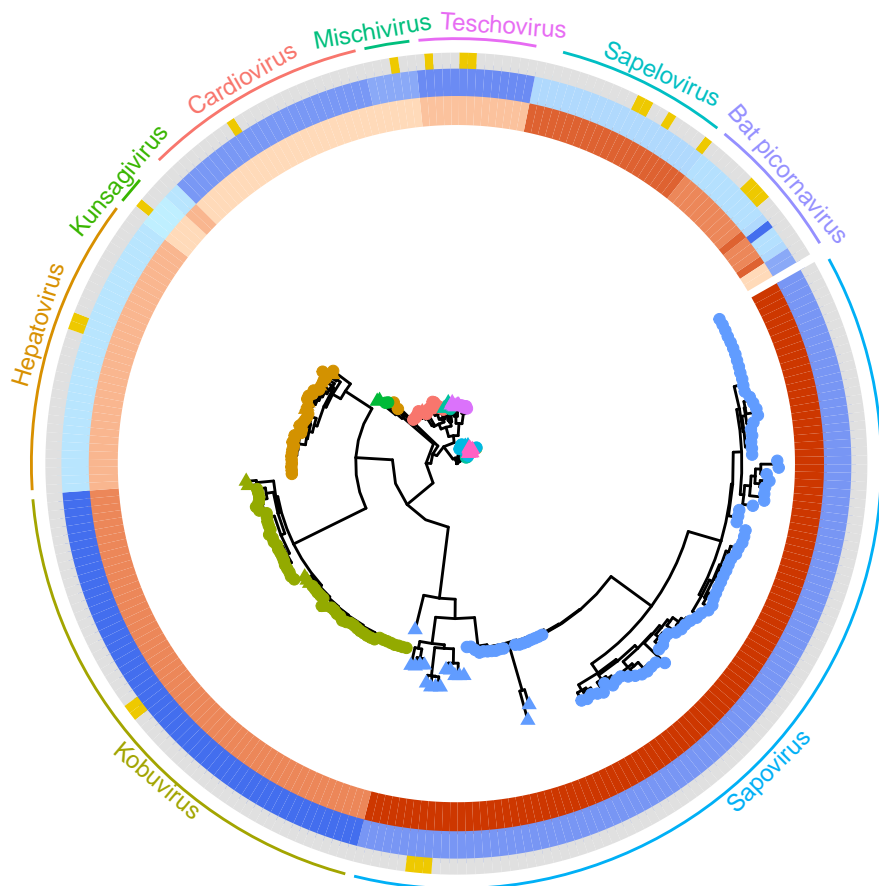 Teschovirus
Mischivirus
Cardiovirus
Sapelovirus
Bat picornavirus
Kunsagivirus
Hepatovirus
Kobuvirus
Sapovirus